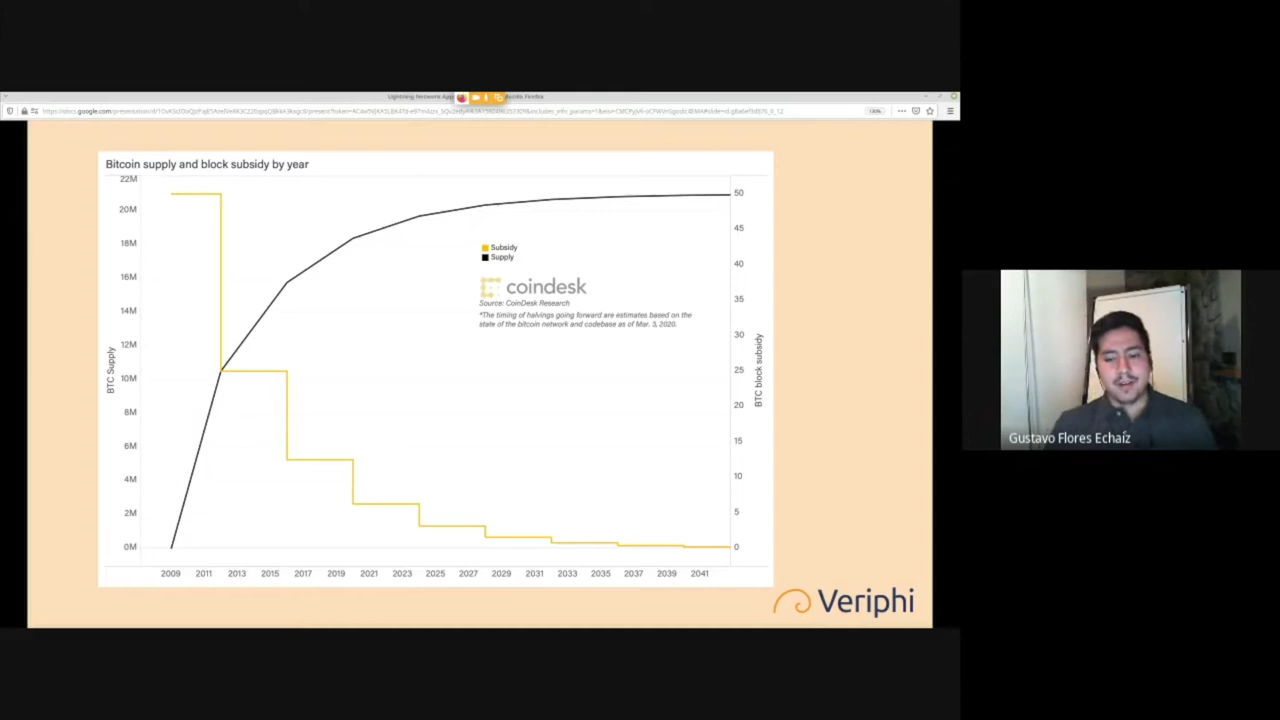 Bitcoin supply and block subsidy by year
22M
20M
18M
16M
14M
12M
10M
8M
6M
4M
2M
0M
BTC Supply
50
45
40
35
30
25
20
15
10
5
0
BTC block subsidy
Subsidy
Supply
coindesk
Source: CoinDesk Research
*The timing of halvings going forward are estimates based on the
state of the bitcoin network and codebase as of Mar. 3, 2020.
2009 2011 2013 2015 2017 2019 2021 2023 2025 2027 2029 2031 2033 2035 2037 2039 2041
Veriphi
Gustavo Flores Echaíz